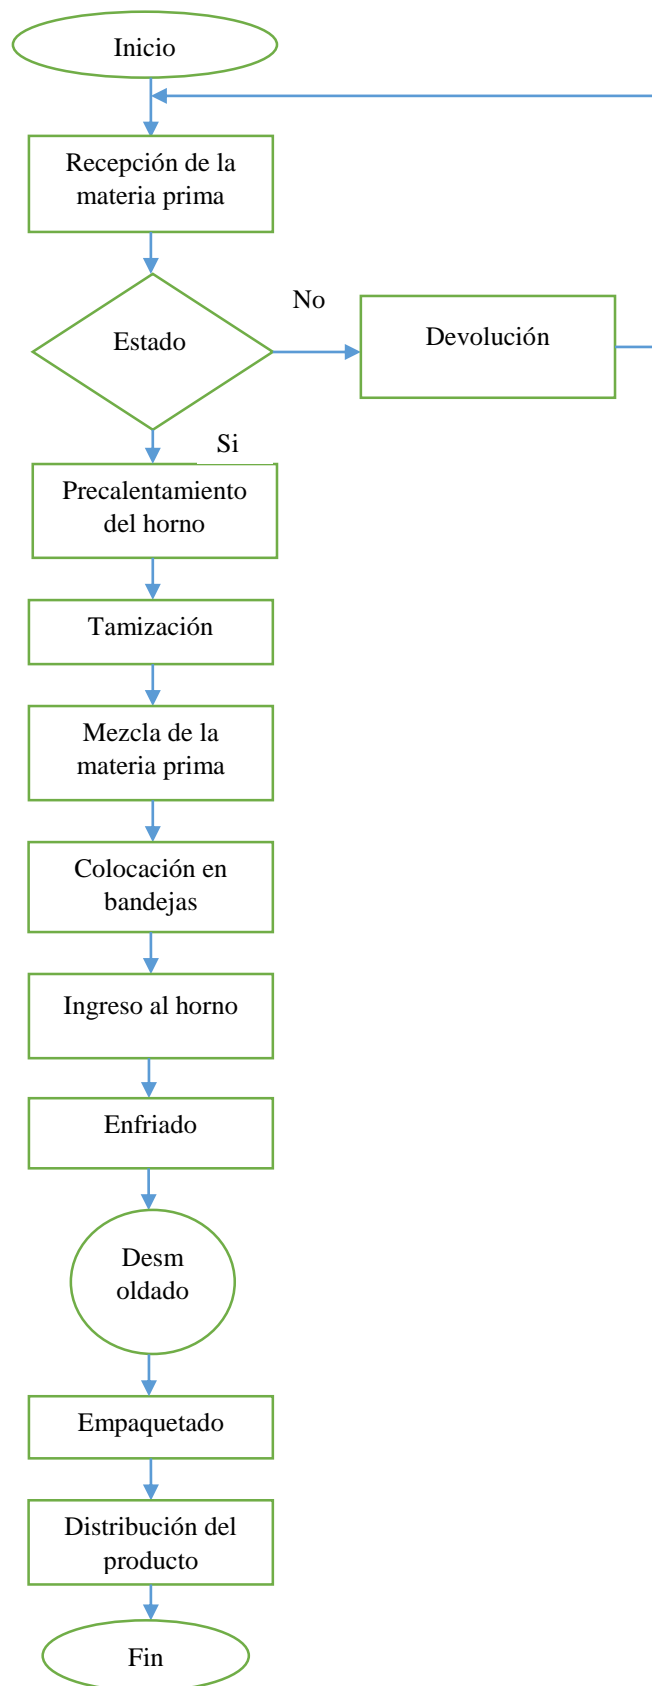 Inicio
Recepción de la
materia prima
No
Estado
Devolución
Si
Precalentamiento
del horno
Tamización
Mezcla de la
materia prima
Colocación en
bandejas
Ingreso al horno
Enfriado
Desm
oldado
Empaquetado
Distribución del
producto
Fin